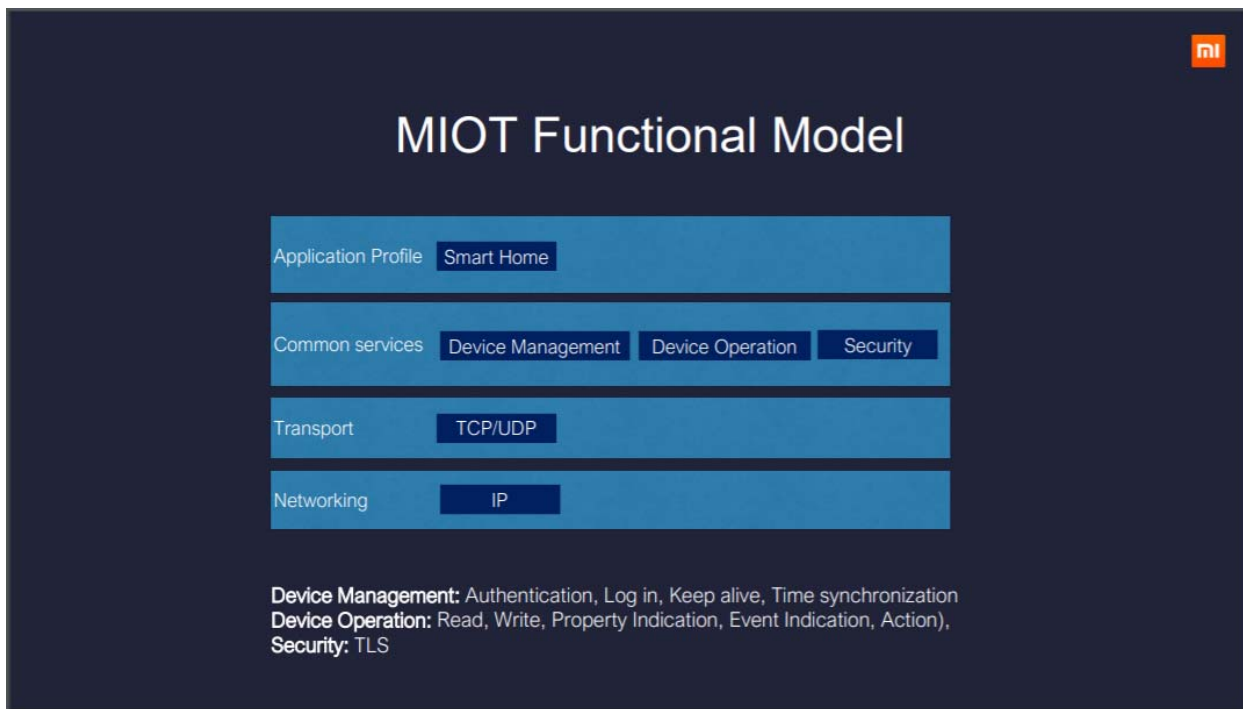 mi
MIOT Functional Model
Application Profile Smart Home
Common services Device Management Device Operation Security
Transport TCP/UDP
Networking IP
Device Management: Authentication, Log in, Keep alive, Time synchronization
Device Operation: Read, Write, Property Indication, Event Indication, Action),
Security: TLS